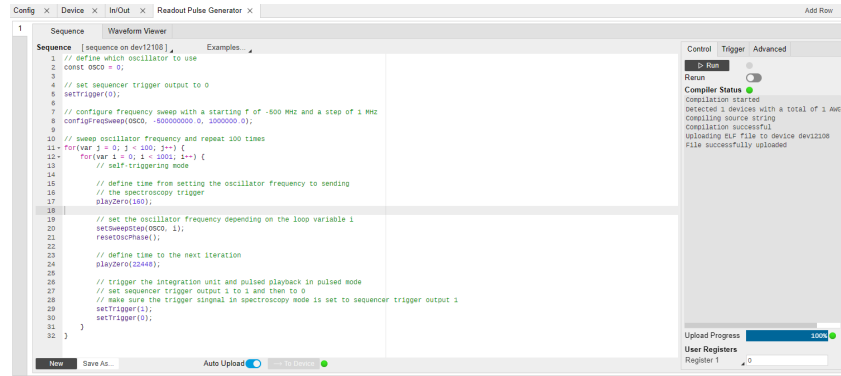 Config × Device × In/Out × Readout Pulse Generator × Add Row
1 Sequence Waveform Viewer
Sequence [ sequence on dev12108 ] Examples...
1 // define which oscillator to use
2 const OSC0 = 0;
3
4 // set sequencer trigger output to 0
5 setTrigger(0);
6
7 // configure frequency sweep with a starting f of -500 MHz and a step of 1 MHz
8 configFreqSweep(OSC0, -500000000.0, 1000000.0);
9
10 // sweep oscillator frequency and repeat 100 times
11 for(var j = 0; j < 100; j++) {
12 for(var i = 0; i < 1001; i++) {
13 // self-triggering mode
14
15 // define time from setting the oscillator frequency to sending
16 // the spectroscopy trigger
17 playZero(160);
18
19 // set the oscillator frequency depending on the loop variable i
20 setSweepStep(OSC0, i);
21 resetOscPhase();
22
23 // define time to the next iteration
24 playZero(22448);
25
26 // trigger the integration unit and pulsed playback in pulsed mode
27 // set sequencer trigger output 1 to 1 and then to 0
28 // make sure the trigger singnal in spectroscopy mode is set to sequencer trigger output 1
29 setTrigger(1);
30 setTrigger(0);
31 }
32 }
New Save As... Auto Upload → To Device
Control Trigger Advanced
▷ Run
Rerun
Compiler Status
Compilation started
Detected 1 devices with a total of 1 AWG
Compiling source string
Compilation successful
Uploading ELF file to device dev12108
File successfully uploaded
Upload Progress 100%
User Registers
Register 1 0